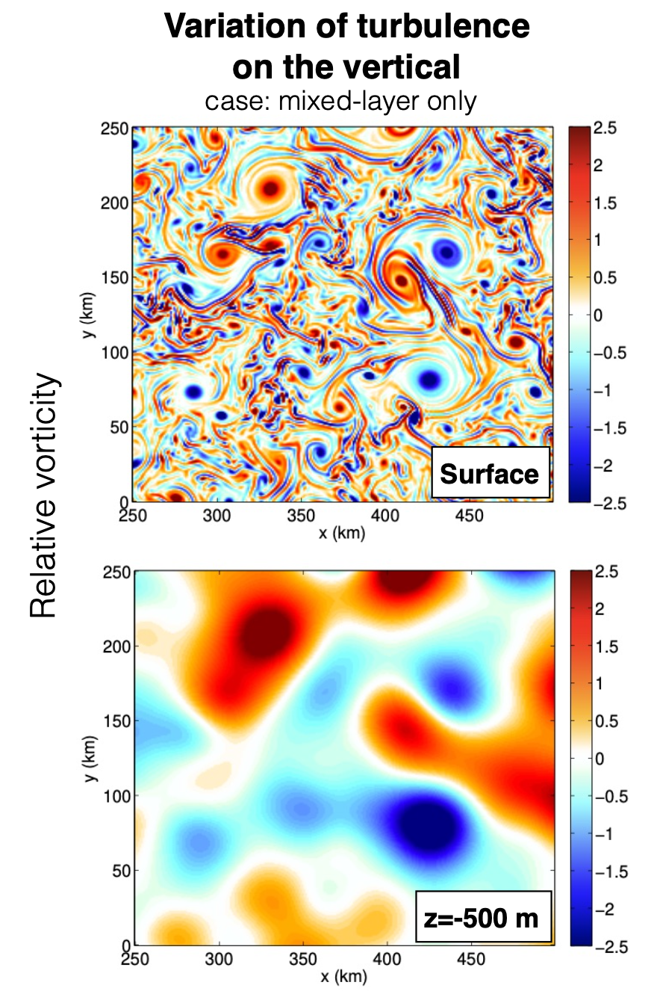 Variation of turbulence
on the vertical
case: mixed-layer only
Relative vorticity
250
200
150
100
50
0
y (km)
250 300 350 400 450
x (km)
Surface
2.5
2
1.5
1
0.5
0
−0.5
−1
−1.5
−2
−2.5
250
200
150
100
50
0
y (km)
250 300 350 400 450
x (km)
z=-500 m
2.5
2
1.5
1
0.5
0
−0.5
−1
−1.5
−2
−2.5